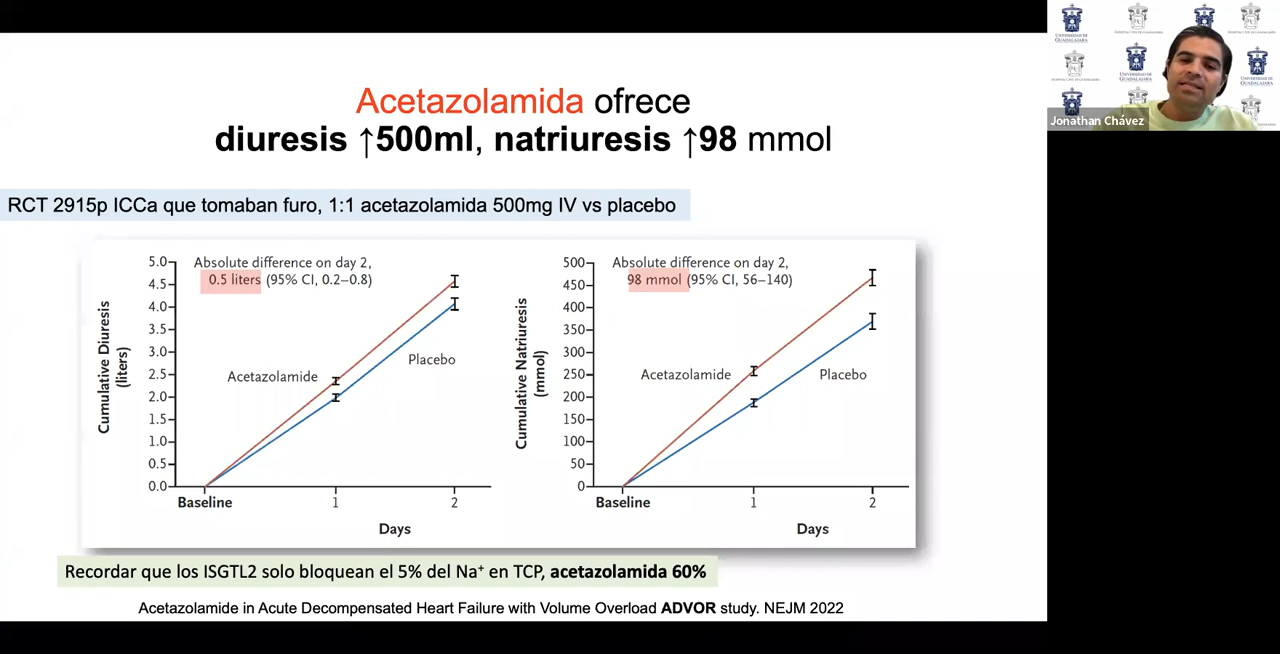 Acetazolamida ofrece
diuresis ↑500ml, natriuresis ↑98 mmol
RCT 2915p ICCa que tomaban furo, 1:1 acetazolamida 500mg IV vs placebo
Absolute difference on day 2,
0.5 liters (95% CI, 0.2–0.8)
Cumulative Diuresis
(liters)
5.0
4.5
4.0
3.5
3.0
2.5
2.0
1.5
1.0
0.5
0.0
Acetazolamide
Placebo
Baseline
1
2
Days
Absolute difference on day 2,
98 mmol (95% CI, 56–140)
Cumulative Natriuresis
(mmol)
500
450
400
350
300
250
200
150
100
50
0
Acetazolamide
Placebo
Baseline
1
2
Days
Recordar que los ISGTL2 solo bloquean el 5% del Na⁺ en TCP, acetazolamida 60%
Acetazolamide in Acute Decompensated Heart Failure with Volume Overload ADVOR study. NEJM 2022
UNIVERSIDAD DE
GUADALAJARA
UNIVERSIDAD DE
GUADALAJARA
Jonathan Chávez